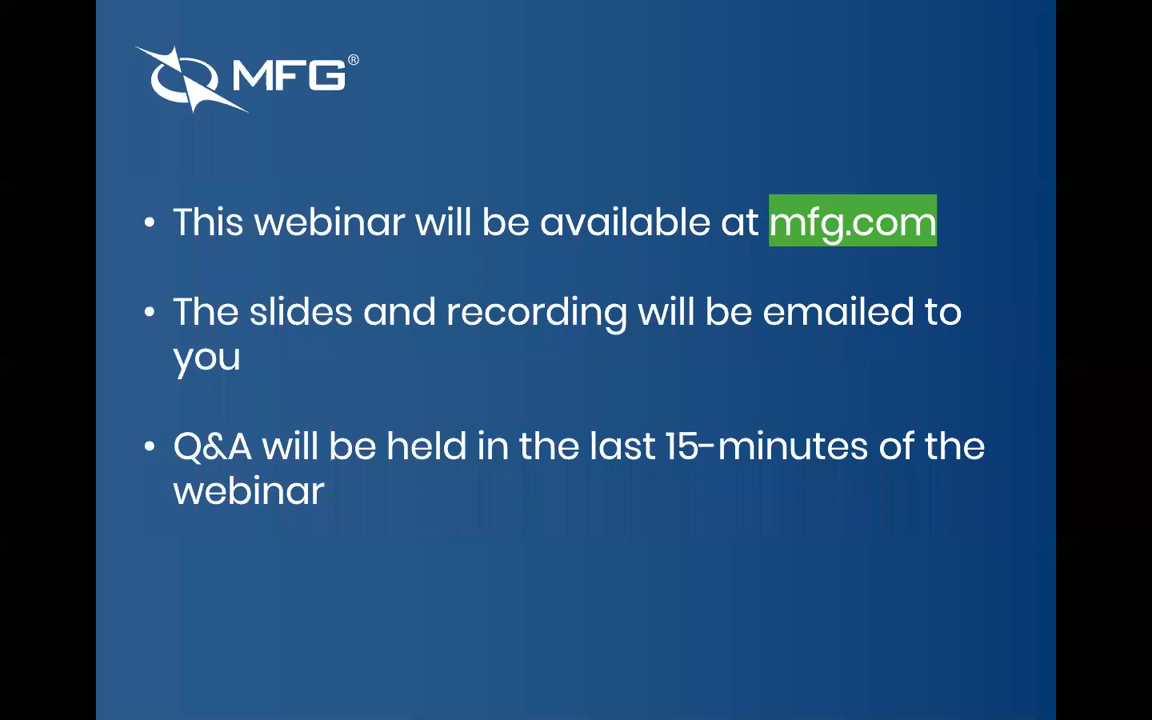 MFG®
• This webinar will be available at mfg.com
• The slides and recording will be emailed to
you
• Q&A will be held in the last 15-minutes of the
webinar